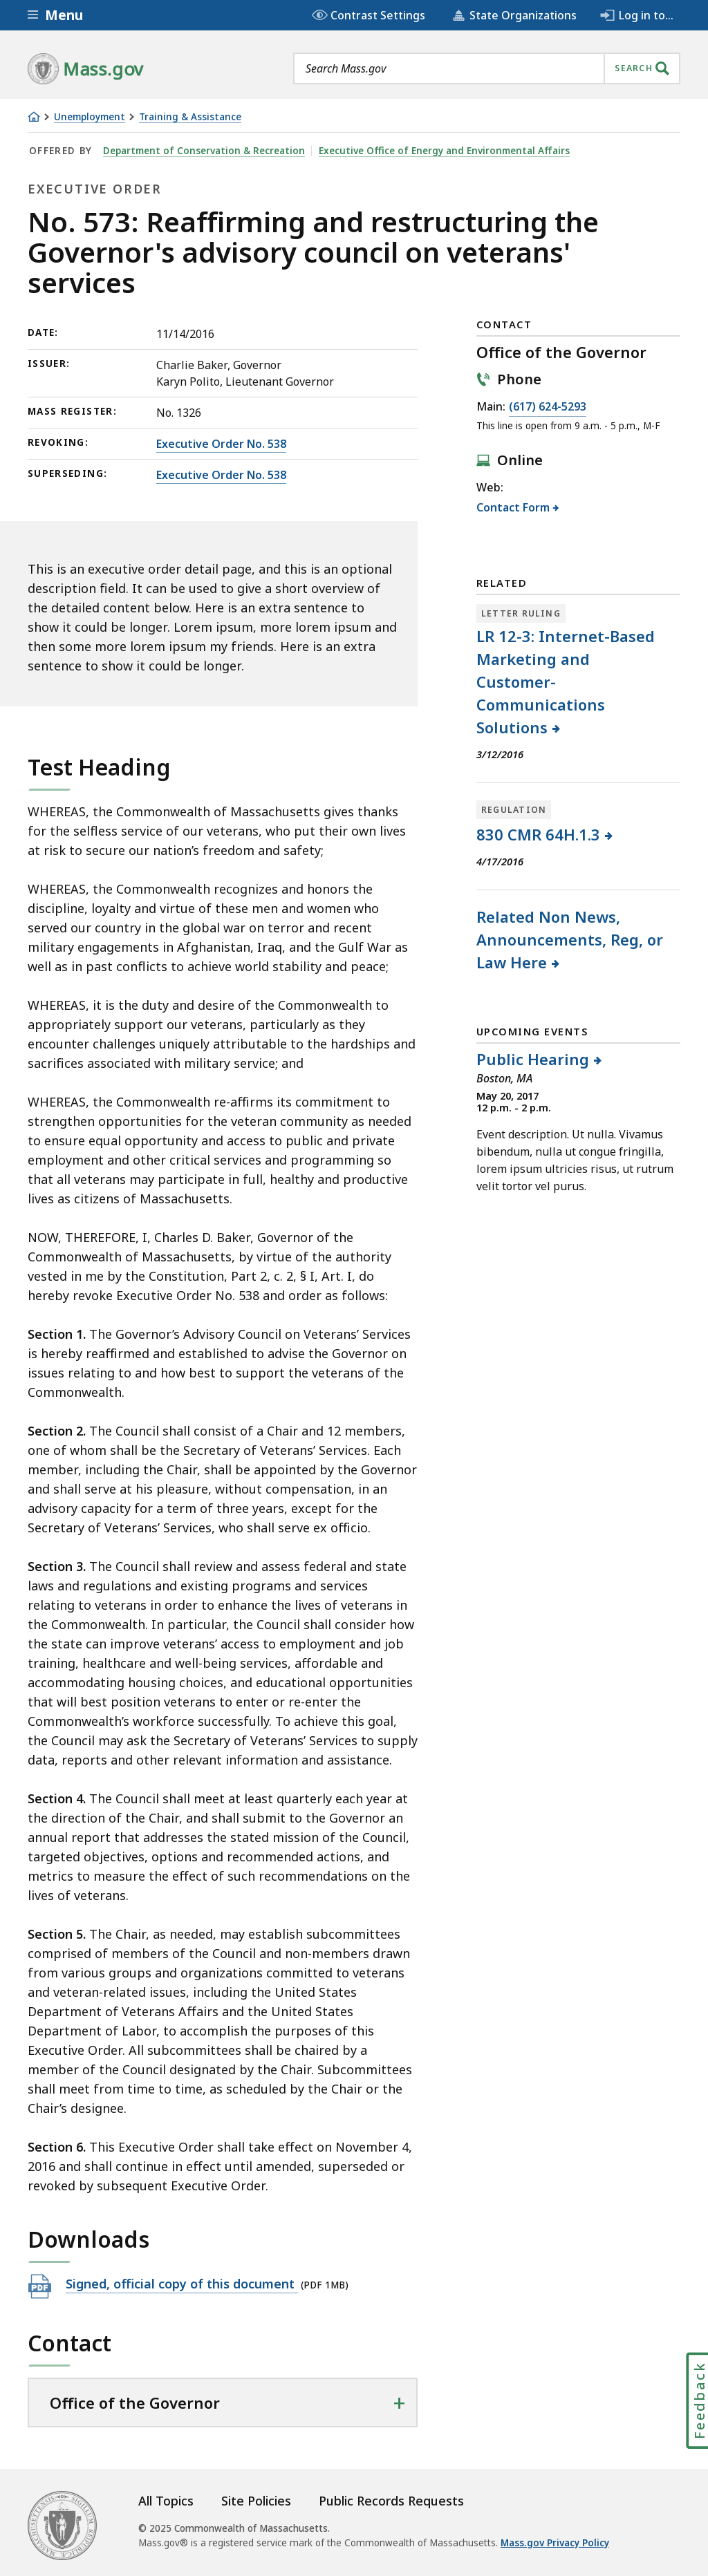 Menu
Contrast Settings
State Organizations
Log in to...
Mass.gov
Search Mass.gov
SEARCH
Unemployment
Training & Assistance
OFFERED BY Department of Conservation & Recreation Executive Office of Energy and Environmental Affairs
EXECUTIVE ORDER
No. 573: Reaffirming and restructuring the
Governor's advisory council on veterans'
services
DATE: 11/14/2016
ISSUER: Charlie Baker, Governor
Karyn Polito, Lieutenant Governor
MASS REGISTER: No. 1326
REVOKING: Executive Order No. 538
SUPERSEDING: Executive Order No. 538
This is an executive order detail page, and this is an optional
description field. It can be used to give a short overview of
the detailed content below. Here is an extra sentence to
show it could be longer. Lorem ipsum, more lorem ipsum and
then some more lorem ipsum my friends. Here is an extra
sentence to show it could be longer.
Test Heading
WHEREAS, the Commonwealth of Massachusetts gives thanks
for the selfless service of our veterans, who put their own lives
at risk to secure our nation’s freedom and safety;
WHEREAS, the Commonwealth recognizes and honors the
discipline, loyalty and virtue of these men and women who
served our country in the global war on terror and recent
military engagements in Afghanistan, Iraq, and the Gulf War as
well as in past conflicts to achieve world stability and peace;
WHEREAS, it is the duty and desire of the Commonwealth to
appropriately support our veterans, particularly as they
encounter challenges uniquely attributable to the hardships and
sacrifices associated with military service; and
WHEREAS, the Commonwealth re-affirms its commitment to
strengthen opportunities for the veteran community as needed
to ensure equal opportunity and access to public and private
employment and other critical services and programming so
that all veterans may participate in full, healthy and productive
lives as citizens of Massachusetts.
NOW, THEREFORE, I, Charles D. Baker, Governor of the
Commonwealth of Massachusetts, by virtue of the authority
vested in me by the Constitution, Part 2, c. 2, § I, Art. I, do
hereby revoke Executive Order No. 538 and order as follows:
Section 1. The Governor’s Advisory Council on Veterans’ Services
is hereby reaffirmed and established to advise the Governor on
issues relating to and how best to support the veterans of the
Commonwealth.
Section 2. The Council shall consist of a Chair and 12 members,
one of whom shall be the Secretary of Veterans’ Services. Each
member, including the Chair, shall be appointed by the Governor
and shall serve at his pleasure, without compensation, in an
advisory capacity for a term of three years, except for the
Secretary of Veterans’ Services, who shall serve ex officio.
Section 3. The Council shall review and assess federal and state
laws and regulations and existing programs and services
relating to veterans in order to enhance the lives of veterans in
the Commonwealth. In particular, the Council shall consider how
the state can improve veterans’ access to employment and job
training, healthcare and well-being services, affordable and
accommodating housing choices, and educational opportunities
that will best position veterans to enter or re-enter the
Commonwealth’s workforce successfully. To achieve this goal,
the Council may ask the Secretary of Veterans’ Services to supply
data, reports and other relevant information and assistance.
Section 4. The Council shall meet at least quarterly each year at
the direction of the Chair, and shall submit to the Governor an
annual report that addresses the stated mission of the Council,
targeted objectives, options and recommended actions, and
metrics to measure the effect of such recommendations on the
lives of veterans.
Section 5. The Chair, as needed, may establish subcommittees
comprised of members of the Council and non-members drawn
from various groups and organizations committed to veterans
and veteran-related issues, including the United States
Department of Veterans Affairs and the United States
Department of Labor, to accomplish the purposes of this
Executive Order. All subcommittees shall be chaired by a
member of the Council designated by the Chair. Subcommittees
shall meet from time to time, as scheduled by the Chair or the
Chair’s designee.
Section 6. This Executive Order shall take effect on November 4,
2016 and shall continue in effect until amended, superseded or
revoked by subsequent Executive Order.
Downloads
PDF Signed, official copy of this document (PDF 1MB)
Contact
Office of the Governor
CONTACT
Office of the Governor
Phone
Main: (617) 624-5293
This line is open from 9 a.m. - 5 p.m., M-F
Online
Web:
Contact Form
RELATED
LETTER RULING
LR 12-3: Internet-Based
Marketing and
Customer-
Communications
Solutions
3/12/2016
REGULATION
830 CMR 64H.1.3
4/17/2016
Related Non News,
Announcements, Reg, or
Law Here
UPCOMING EVENTS
Public Hearing
Boston, MA
May 20, 2017
12 p.m. - 2 p.m.
Event description. Ut nulla. Vivamus
bibendum, nulla ut congue fringilla,
lorem ipsum ultricies risus, ut rutrum
velit tortor vel purus.
Feedback
All Topics
Site Policies
Public Records Requests
© 2025 Commonwealth of Massachusetts.
Mass.gov® is a registered service mark of the Commonwealth of Massachusetts. Mass.gov Privacy Policy